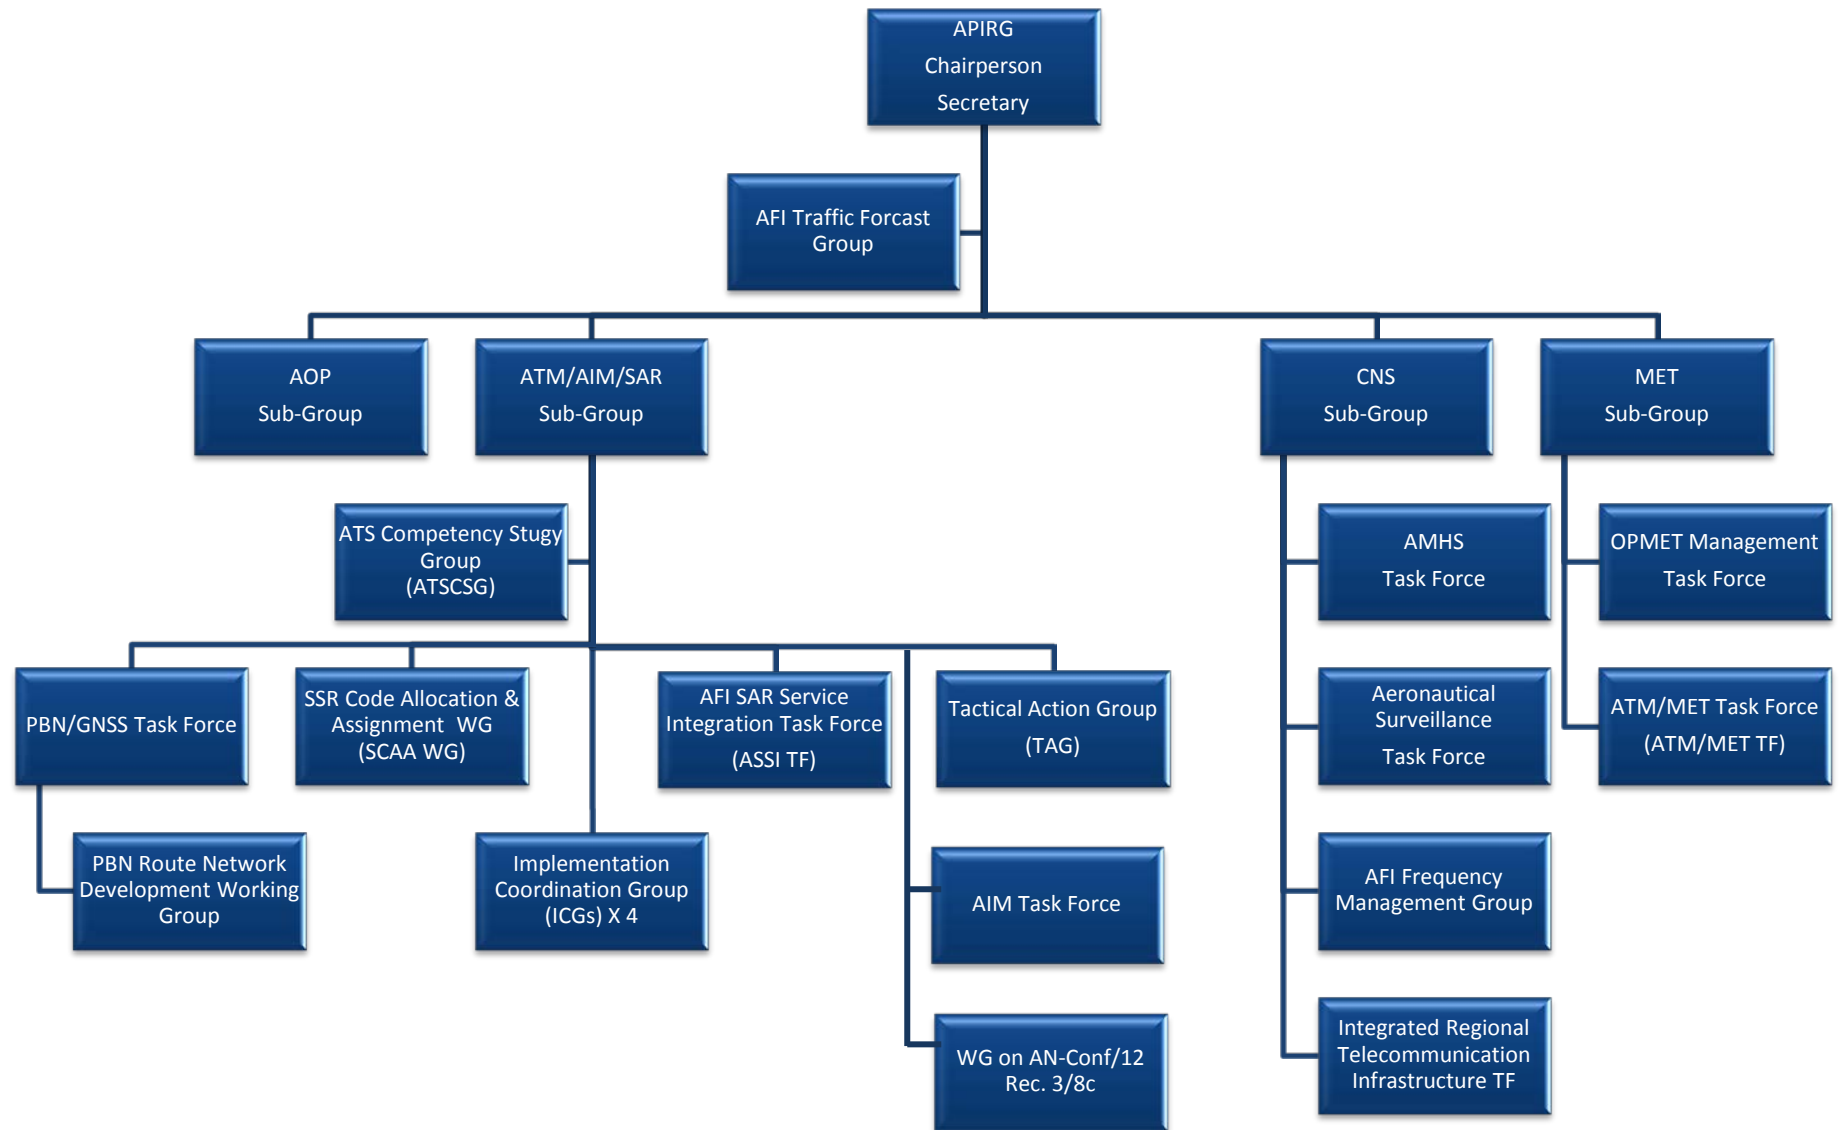 APIRG
Chairperson
Secretary
AFI Traffic Forcast
Group
AOP
Sub-Group
ATM/AIM/SAR
Sub-Group
CNS
Sub-Group
MET
Sub-Group
ATS Competency Stugy
Group
(ATSCSG)
AMHS
Task Force
OPMET Management
Task Force
PBN/GNSS Task Force
SSR Code Allocation &
Assignment WG
(SCAA WG)
AFI SAR Service
Integration Task Force
(ASSI TF)
Tactical Action Group
(TAG)
Aeronautical
Surveillance
Task Force
ATM/MET Task Force
(ATM/MET TF)
PBN Route Network
Development Working
Group
Implementation
Coordination Group
(ICGs) X 4
AIM Task Force
AFI Frequency
Management Group
WG on AN-Conf/12
Rec. 3/8c
Integrated Regional
Telecommunication
Infrastructure TF